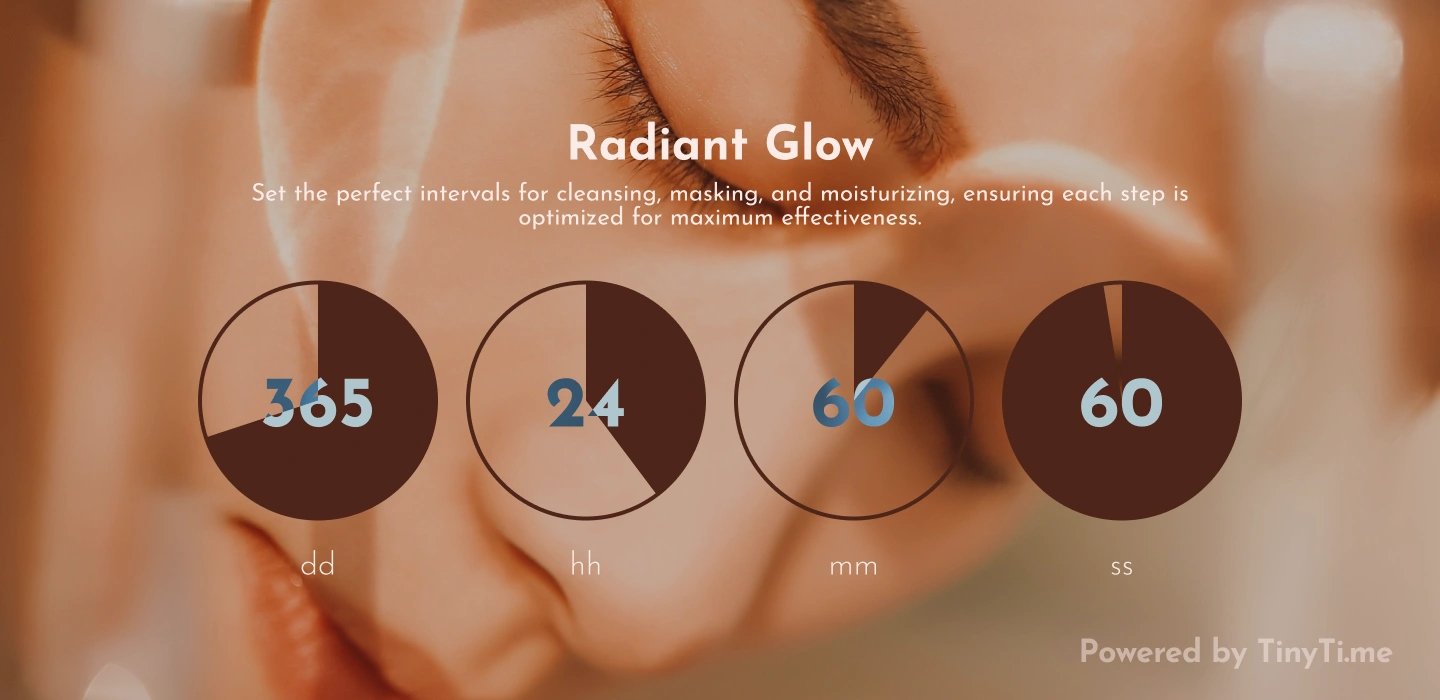 Radiant Glow
Set the perfect intervals for cleansing, masking, and moisturizing, ensuring each step is
optimized for maximum effectiveness.
365 24 60 60
dd hh mm ss
Powered by TinyTi.me